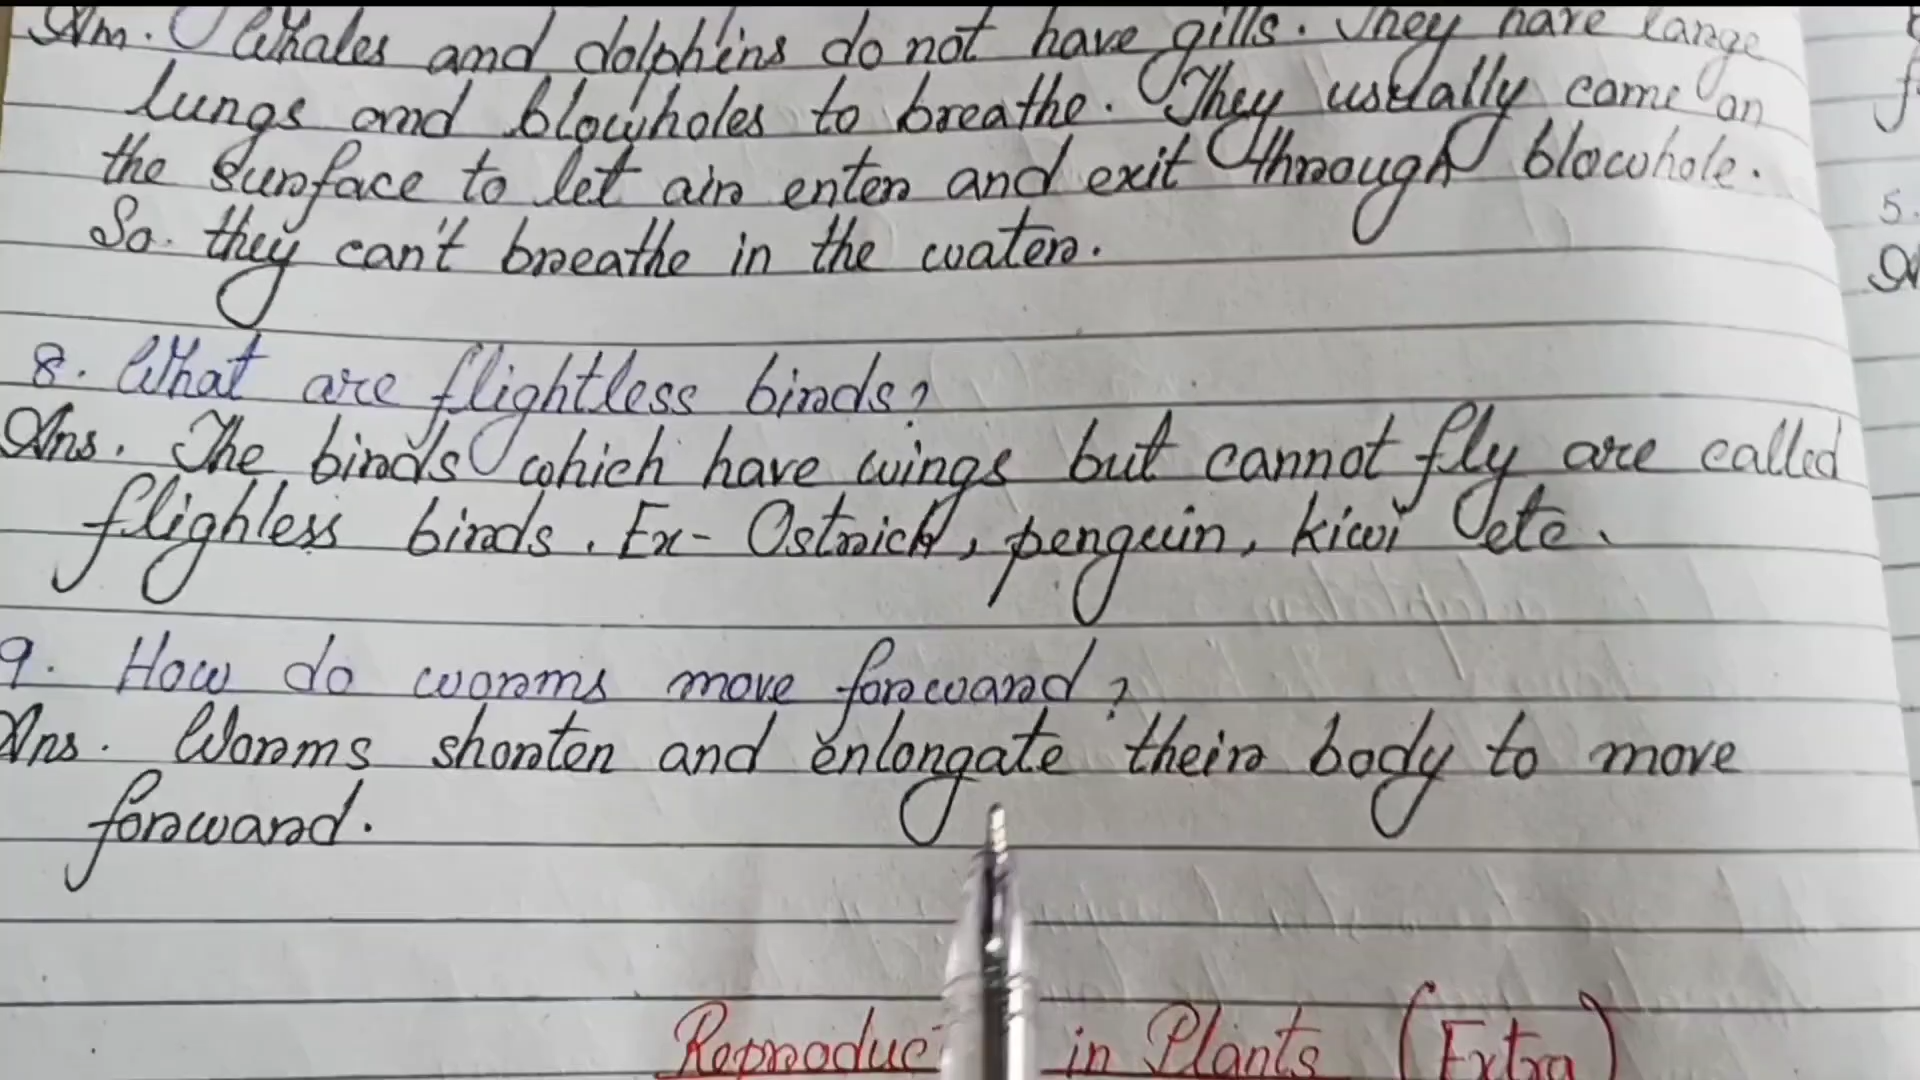 Ans. Whales and dolphins do not have gills. They have large
lungs and blowholes to breathe. They usually come on
the surface to let air enter and exit through blowhole.
So they can't breathe in the water.
8. What are flightless birds?
Ans. The birds which have wings but cannot fly are called
flighless birds. Ex- Ostrich, penguin, kiwi etc.
9. How do worms move forward?
Ans. Worms shorten and enlongate their body to move
forward.
in Plants (Extra)
5.